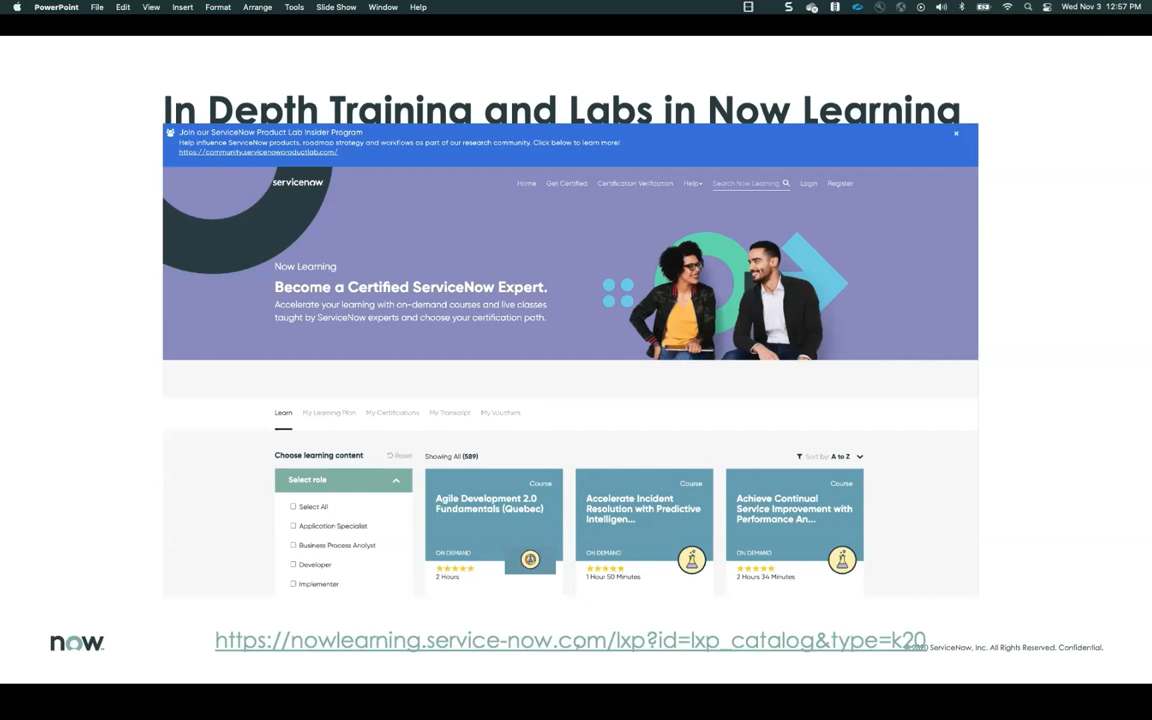 PowerPoint File Edit View Insert Format Arrange Tools Slide Show Window Help
Wed Nov 3 12:57 PM
In Depth Training and Labs in Now Learning
Join our ServiceNow Product Lab Insider Program
Help influence ServiceNow products, roadmap strategy and workflows as part of our research community. Click below to learn more!
https://community.servicenowproductlab.com/
servicenow
Home Get Certified Certification Verification Help Search Now Learning Login Register
Now Learning
Become a Certified ServiceNow Expert.
Accelerate your learning with on-demand courses and live classes
taught by ServiceNow experts and choose your certification path.
Learn My Learning Plan My Certifications My Transcript My Vouchers
Choose learning content Reset
Showing All (589)
Sort by: A to Z
Select role
Select All
Application Specialist
Business Process Analyst
Developer
Implementer
Course
Agile Development 2.0
Fundamentals (Quebec)
ON DEMAND
2 Hours
Course
Accelerate Incident
Resolution with Predictive
Intelligen...
ON DEMAND
1 Hour 50 Minutes
Course
Achieve Continual
Service Improvement with
Performance An...
ON DEMAND
2 Hours 34 Minutes
now
https://nowlearning.service-now.com/lxp?id=lxp_catalog&type=k20
© 2020 ServiceNow, Inc. All Rights Reserved. Confidential.